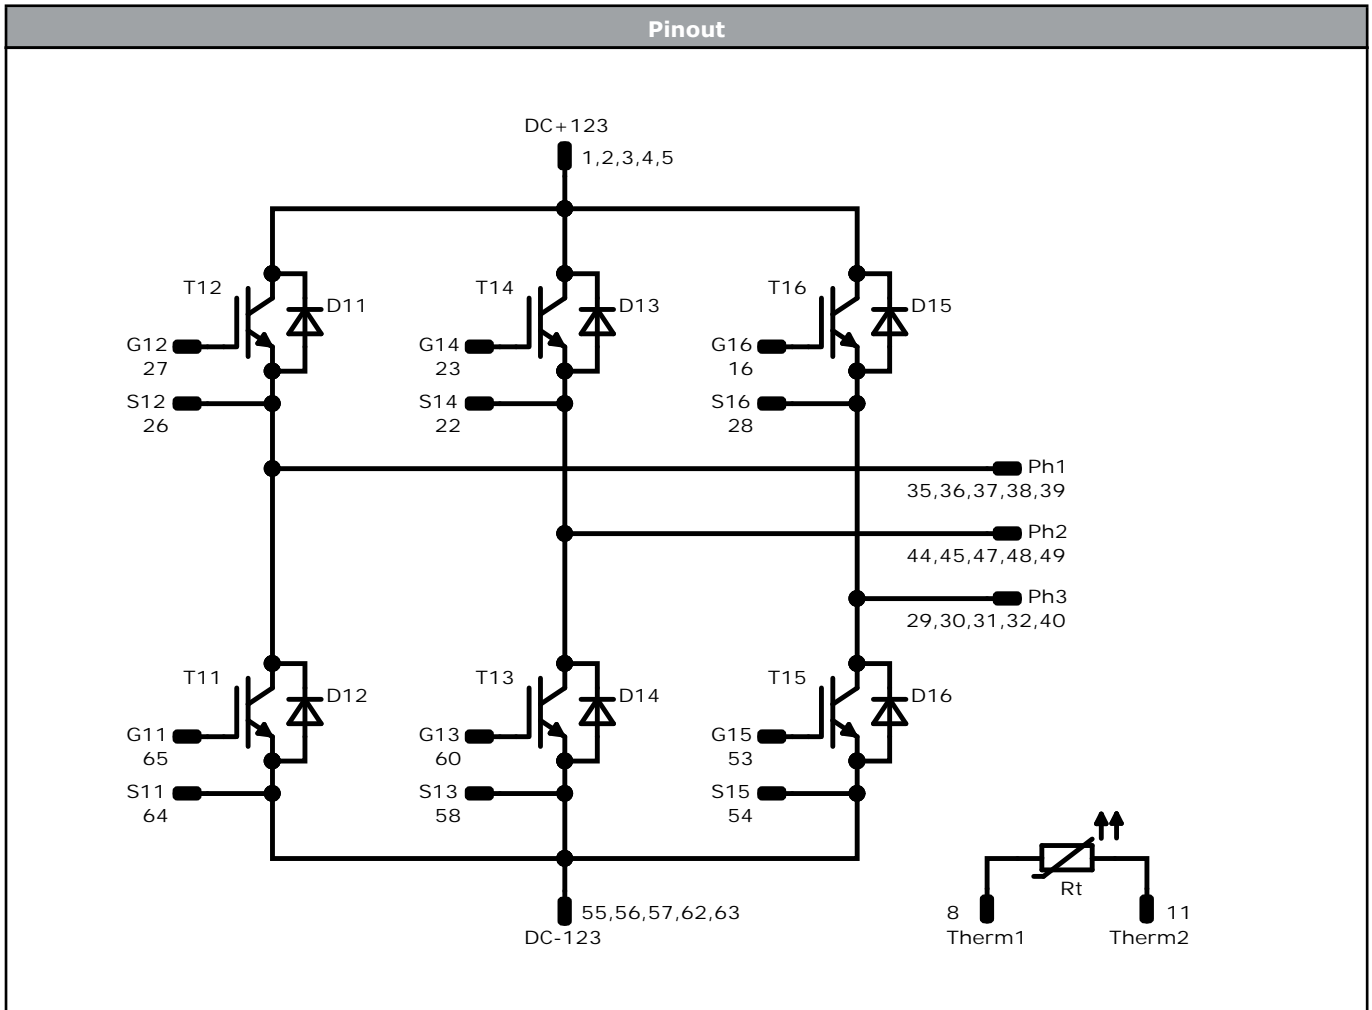 Pinout
DC+123
1,2,3,4,5
T12
D11
T14
D13
T16
D15
G12
27
G14
23
G16
16
S12
26
S14
22
S16
28
Ph1
35,36,37,38,39
Ph2
44,45,47,48,49
Ph3
29,30,31,32,40
T11
D12
T13
D14
T15
D16
G11
65
G13
60
G15
53
S11
64
S13
58
S15
54
Rt
55,56,57,62,63
DC-123
8
Therm1
11
Therm2